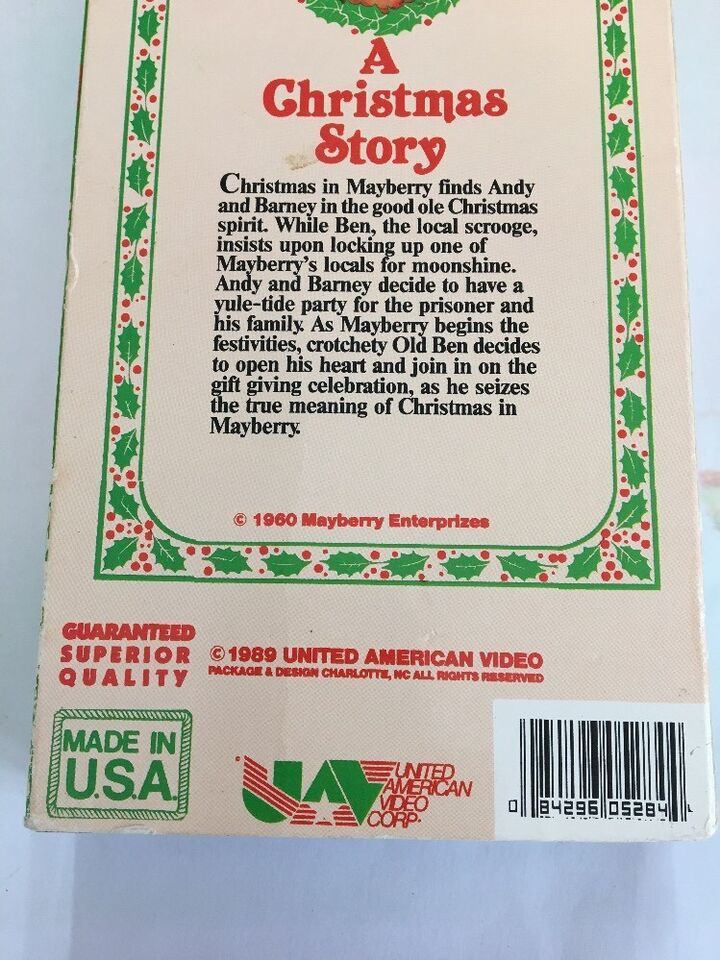 A
Christmas
Story
Christmas in Mayberry finds Andy
and Barney in the good ole Christmas
spirit. While Ben, the local scrooge,
insists upon locking up one of
Mayberry's locals for moonshine.
Andy and Barney decide to have a
yule-tide party for the prisoner and
his family. As Mayberry begins the
festivities, crotchety Old Ben decides
to open his heart and join in on the
gift giving celebration, as he seizes
the true meaning of Christmas in
Mayberry.
© 1960 Mayberry Enterprizes
GUARANTEED
SUPERIOR
QUALITY
© 1989 UNITED AMERICAN VIDEO
PACKAGE & DESIGN CHARLOTTE, NC ALL RIGHTS RESERVED
MADE IN
U.S.A.
UAV
UNITED
AMERICAN
VIDEO
CORP.
0 84296 05284